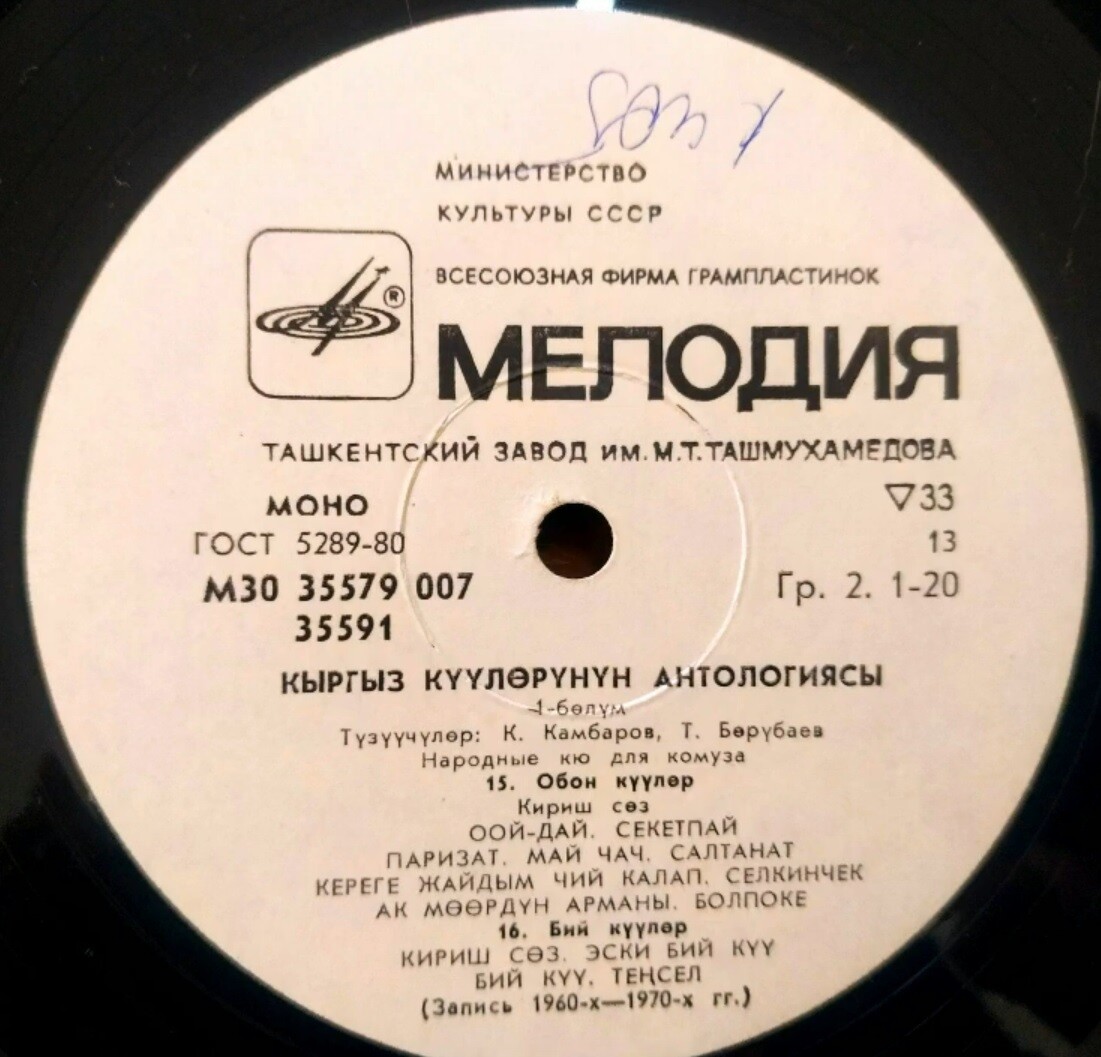 МИНИСТЕРСТВО
КУЛЬТУРЫ СССР
ВСЕСОЮЗНАЯ ФИРМА ГРАМПЛАСТИНОК
®
МЕЛОДИЯ
ТАШКЕНТСКИЙ ЗАВОД им. М.Т.ТАШМУХАМЕДОВА
МОНО
▽33
ГОСТ 5289-80
13
М30 35579 007
Гр. 2. 1-20
35591
КЫРГЫЗ КҮҮЛӨРҮНҮН АНТОЛОГИЯСЫ
1-бөлүм
Түзүүчүлөр: К. Камбаров, Т. Бөрүбаев
Народные кю для комуза
15. Обон күүлөр
Кириш сөз
ООЙ-ДАЙ. СЕКЕТПАЙ
ПАРИЗАТ. МАЙ ЧАЧ. САЛТАНАТ
КЕРЕГЕ ЖАЙДЫМ ЧИЙ КАЛАП. СЕЛКИНЧЕК
АК МӨӨРДҮН АРМАНЫ. БОЛПОКЕ
16. Бий күүлөр
КИРИШ СӨЗ. ЭСКИ БИЙ КҮҮ
БИЙ КҮҮ. ТЕҢСЕЛ
(Запись 1960-х—1970-х гг.)